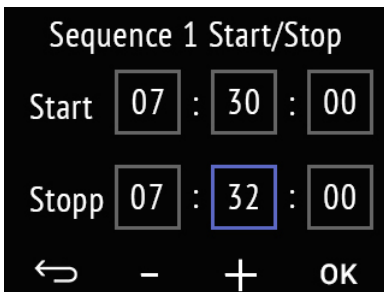 Sequence 1 Start/Stop
Start 07 : 30 : 00
Stopp 07 : 32 : 00
- + OK